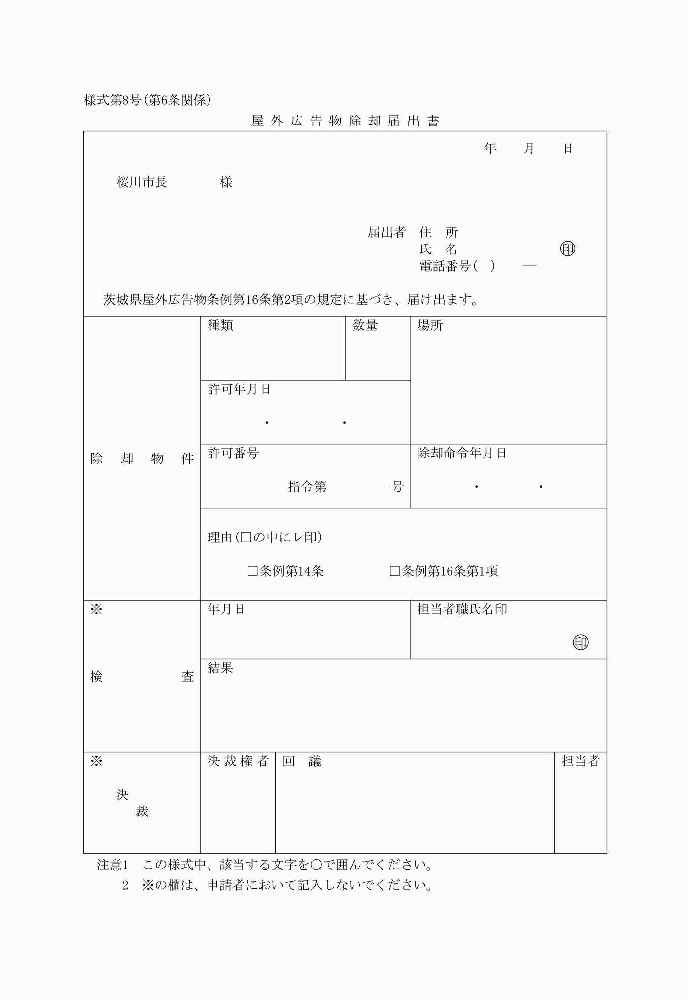 様式第8号(第6条関係)
屋外広告物除却届出書
年　月　日
桜川市長　　　　様
届出者　住　所
氏　名　　　　　　　　㊞
電話番号(　)　　―
茨城県屋外広告物条例第16条第2項の規定に基づき、届け出ます。
除却物件
種類
数量
場所
許可年月日
・　　　　　・
許可番号
指令第　　　　　号
除却命令年月日
・　　　　・
理由(□の中にレ印)
□条例第14条　　　　　□条例第16条第1項
※
検査
年月日
担当者職氏名印
㊞
結果
※
決
裁
決裁権者
回　議
担当者
注意1　この様式中、該当する文字を○で囲んでください。
2　※の欄は、申請者において記入しないでください。